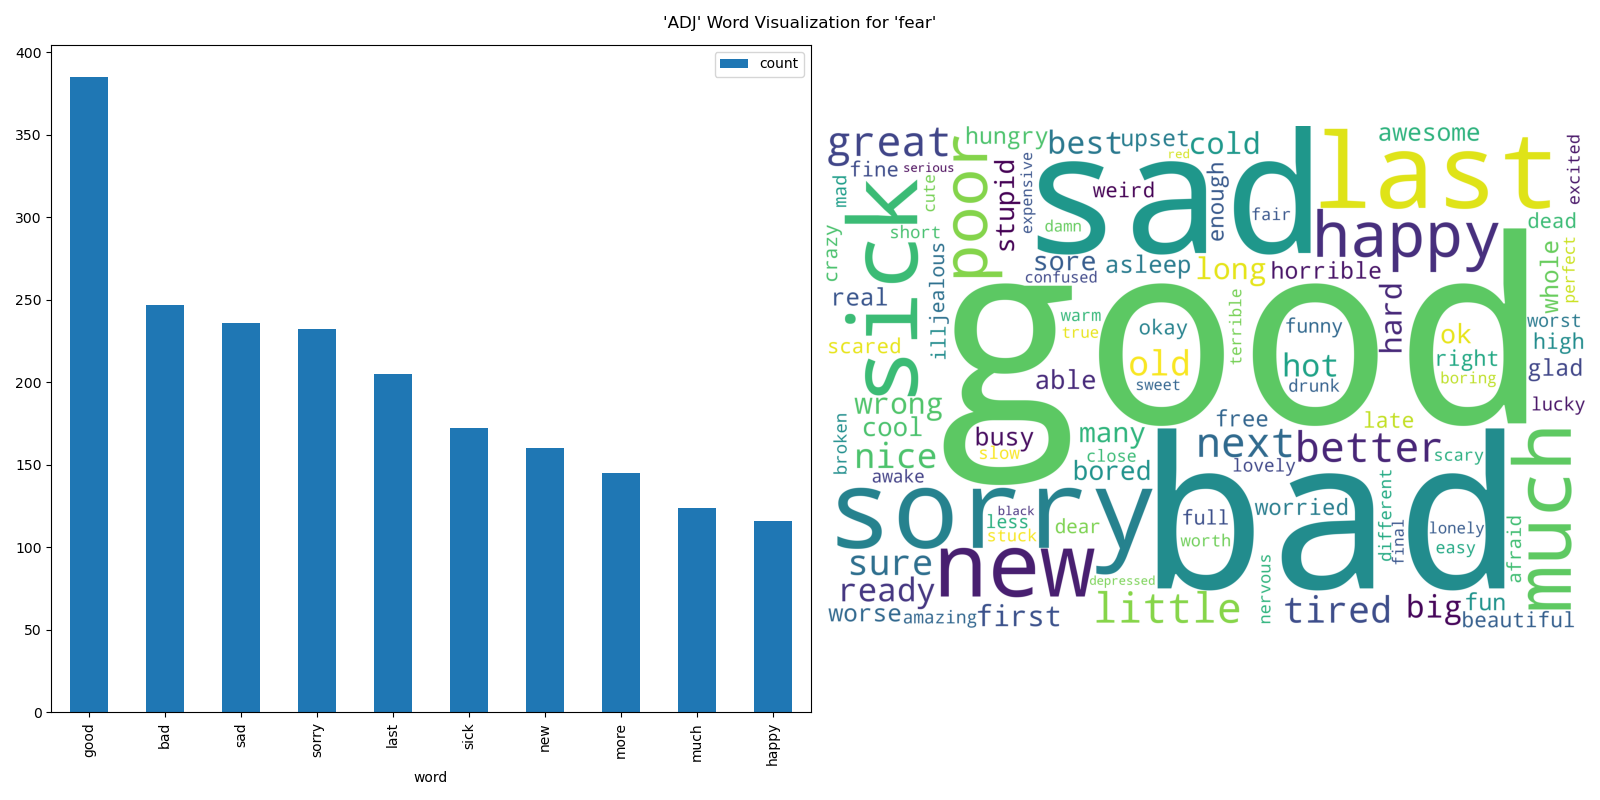 'ADJ' Word Visualization for 'fear'
count
400
350
300
250
200
150
100
50
0
good
bad
sad
sorry
last
sick
new
more
much
happy
word
great
hungry
best
upset
cold
red
awesome
excited
fine
serious
mad
cute
poor
stupid
expensive
weird
enough
sad
last
fair
damn
happy
dead
short
crazy
sick
sore
asleep
long
horrible
confused
whole
perfect
real
illjealous
scared
warm
true
okay
terrible
funny
hard
ok
worst
high
old
hot
right
glad
able
sweet
drunk
boring
good
lucky
wrong
cool
broken
busy
slow
many
close
free
late
nice
awake
bored
next
lovely
better
scary
much
sorry
black
less
stuck
dear
bad
full
worth
worried
different
final
lonely
easy
afraid
sure
ready
new
depressed
nervous
worse
amazing
first
little
tired
big
fun
beautiful